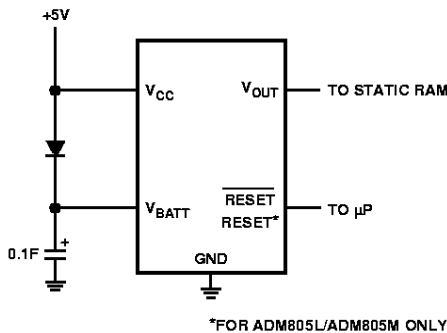 +5V
VCC
VOUT
TO STATIC RAM
VBATT
RESET
RESET*
TO μP
0.1F
+
GND
*FOR ADM805L/ADM805M ONLY